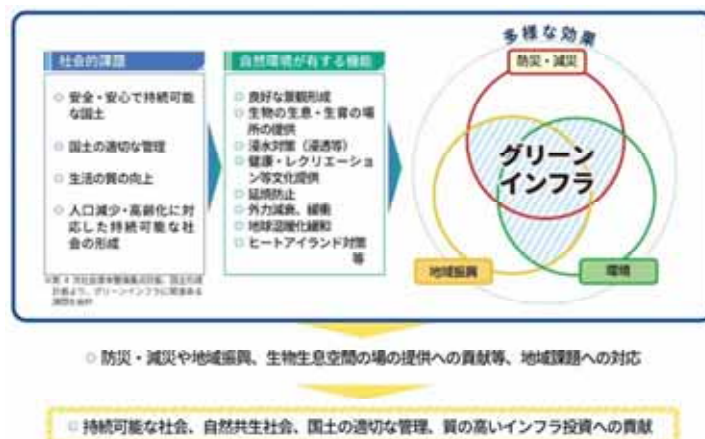 社会的課題
安全・安心で持続可能
な国土
国土の適切な管理
生活の質の向上
人口減少・高齢化に対
応した持続可能な社
会の形成
自然環境が有する機能
良好な景観形成
生物の生息・生育の場
所の提供
浸水対策（浸透等）
健康・レクリエーショ
ン等文化提供
延焼防止
外力減衰、緩衝
地球温暖化緩和
ヒートアイランド対策
等
多様な効果
防災・減災
グリーン
インフラ
地域振興
環境
防災・減災や地域振興、生物生息空間の場の提供への貢献等、地域課題への対応
持続可能な社会、自然共生社会、国土の適切な管理、質の高いインフラ投資への貢献